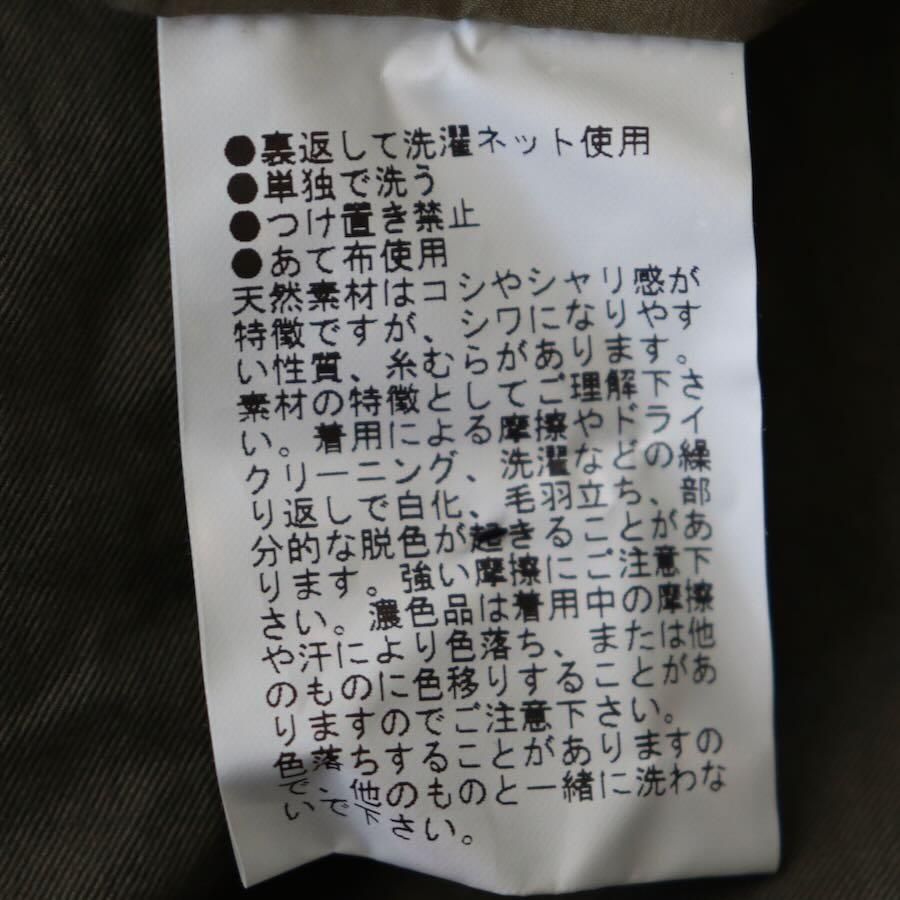 ●裏返して洗濯ネット使用
●単独で洗う
●つけ置き禁止
●あて布使用
天然素材はコシやシャリ感が
特徴ですが、シワになりやす
い性質、糸むらがあります。
素材の特徴としてご理解下さ
い。着用による摩擦やドライ
クリーニング、洗濯などの繰
り返しで白化、毛羽立ち、部
分的な脱色が起きることがあ
ります。強い摩擦にご注意下
さい。濃色品は着用中の摩擦
や汗により色落ち、または他
のものに色移りすることがあ
りますのでご注意下さい。
色落ちすることがありますの
で、他のものと一緒に洗わな
いで下さい。